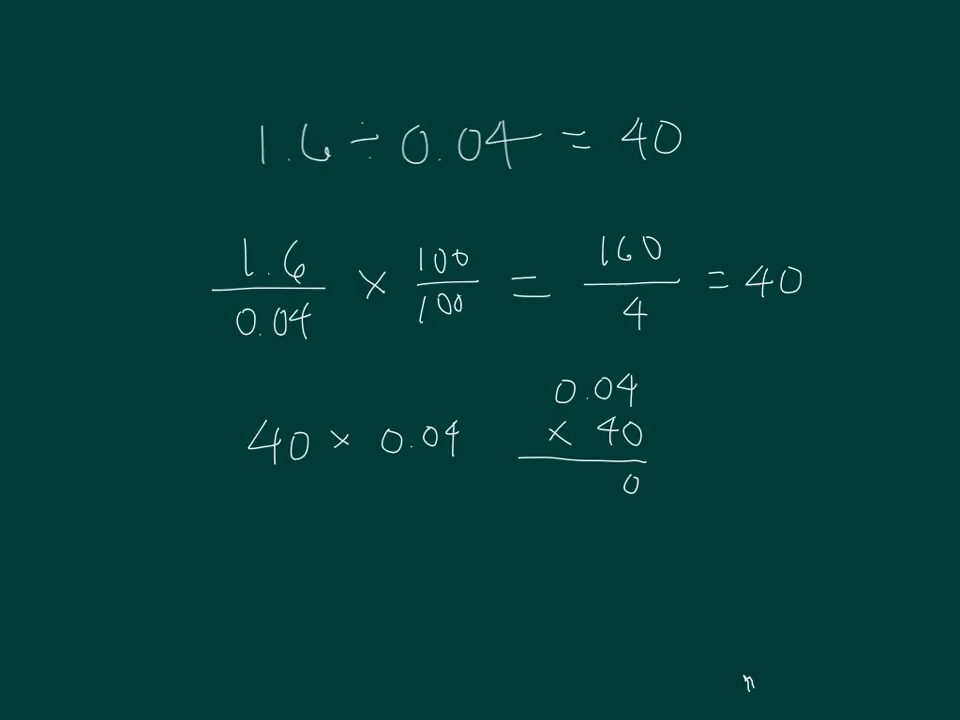 1.6 ÷ 0.04 = 40
1.6 / 0.04 × 100 / 100 = 160 / 4 = 40
40 × 0.04
0.04
× 40
0